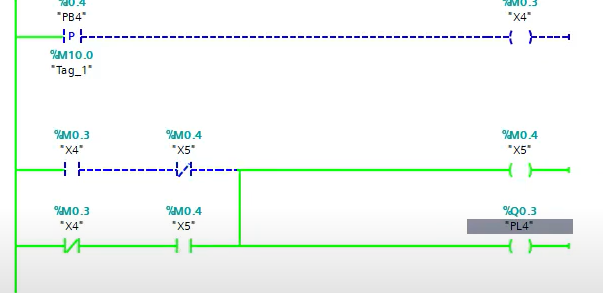 %I0.4 %M0.3
"PB4" "X4"
P
%M10.0
"Tag_1"
%M0.3 %M0.4 %M0.4
"X4" "X5" "X5"
%M0.3 %M0.4 %Q0.3
"X4" "X5" "PL4"